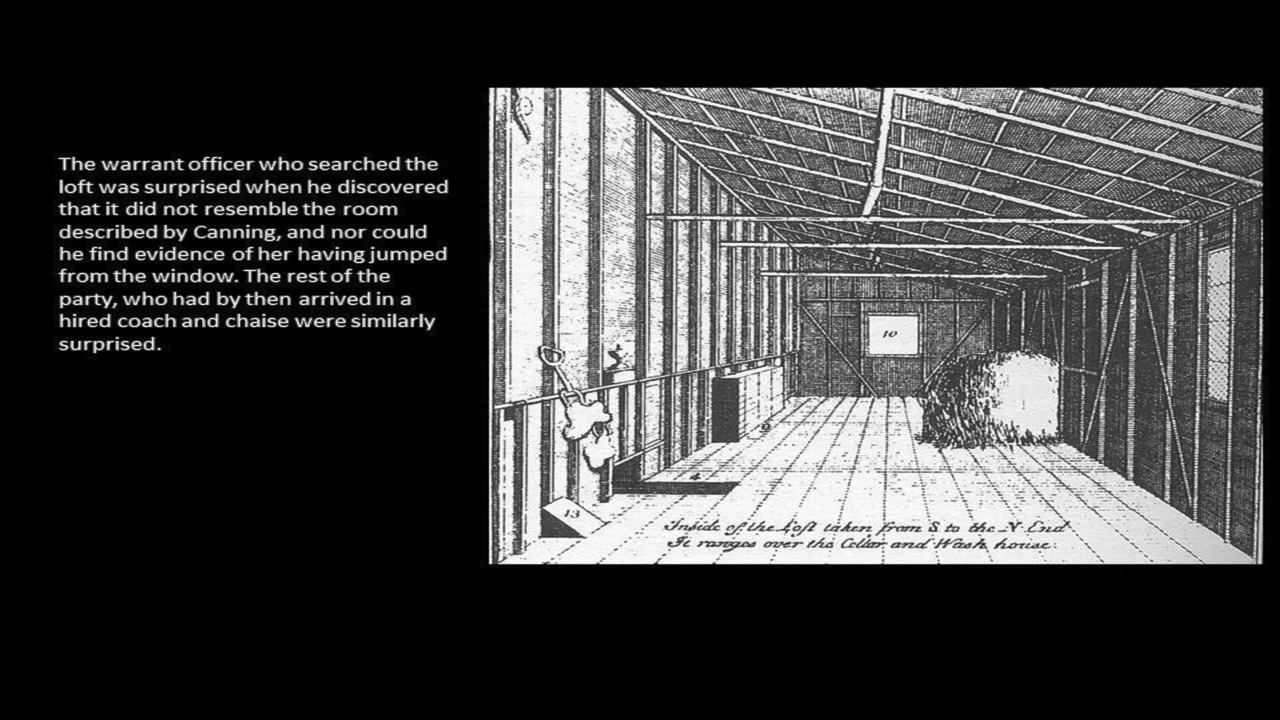 The warrant officer who searched the
loft was surprised when he discovered
that it did not resemble the room
described by Canning, and nor could
he find evidence of her having jumped
from the window. The rest of the
party, who had by then arrived in a
hired coach and chaise were similarly
surprised.
10
9
4
13
Inside of the Loft taken from S to the N End
It ranges over the Cellar and Wash house.